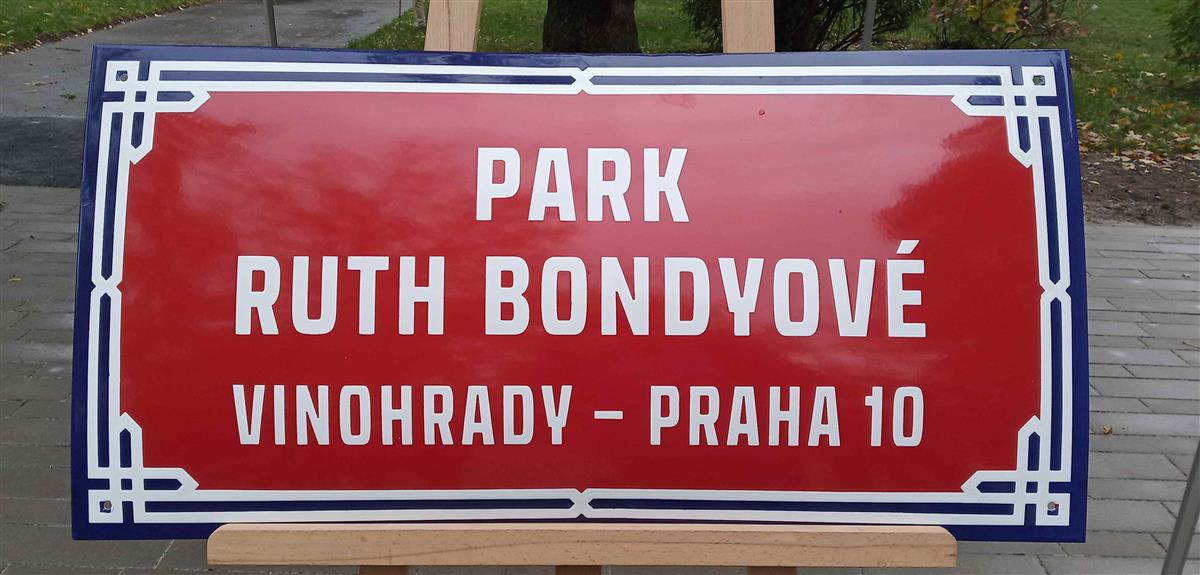 PARK
RUTH BONDYOVÉ
VINOHRADY – PRAHA 10